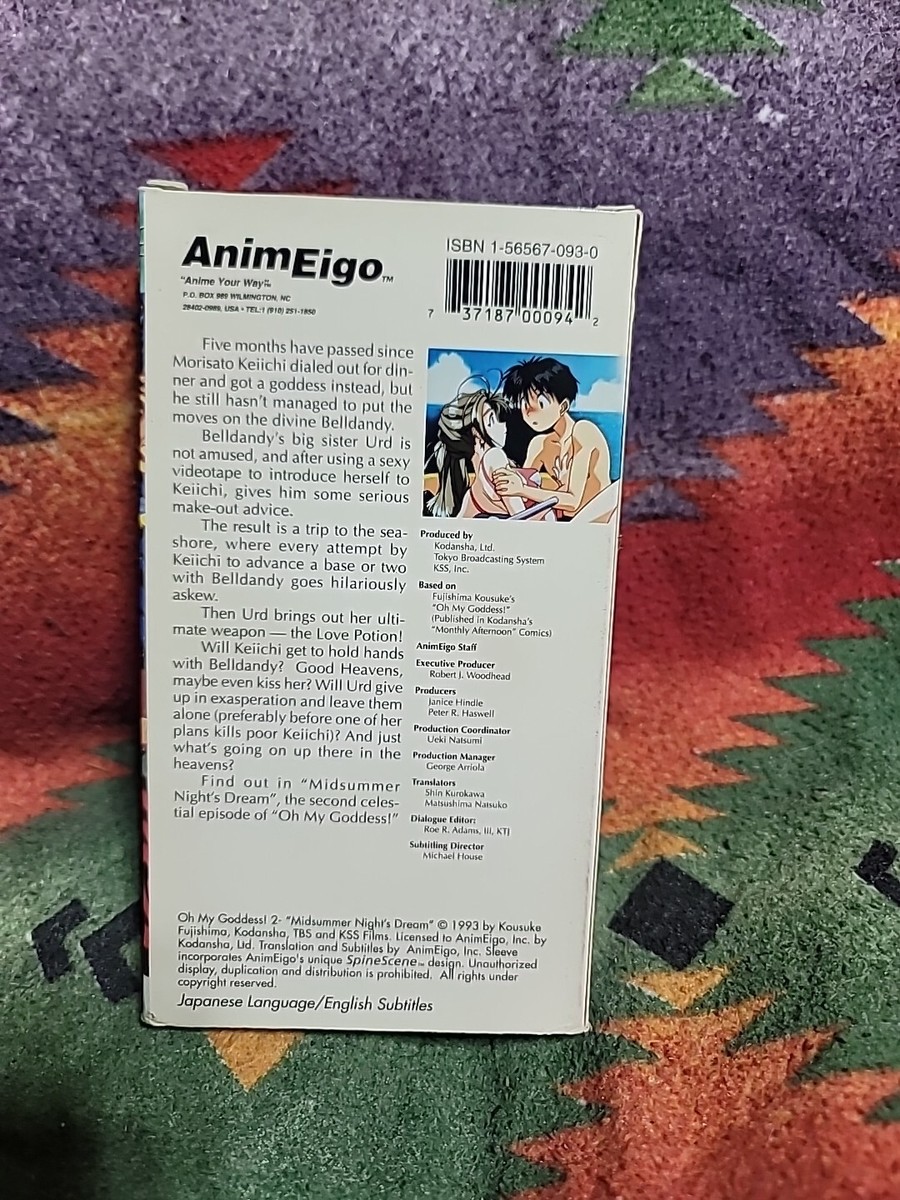 AnimEigo™
"Anime Your Way"™
P.O. BOX 989 WILMINGTON, NC
28402-0989, USA • TEL:1 (910) 251-1850
ISBN 1-56567-093-0
7 37187 00094 2
Five months have passed since
Morisato Keiichi dialed out for din-
ner and got a goddess instead, but
he still hasn't managed to put the
moves on the divine Belldandy.
Belldandy's big sister Urd is
not amused, and after using a sexy
videotape to introduce herself to
Keiichi, gives him some serious
make-out advice.
The result is a trip to the sea-
shore, where every attempt by
Keiichi to advance a base or two
with Belldandy goes hilariously
askew.
Then Urd brings out her ulti-
mate weapon — the Love Potion!
Will Keiichi get to hold hands
with Belldandy? Good Heavens,
maybe even kiss her? Will Urd give
up in exasperation and leave them
alone (preferably before one of her
plans kills poor Keiichi)? And just
what's going on up there in the
heavens?
Find out in "Midsummer
Night's Dream", the second celes-
tial episode of "Oh My Goddess!"
Produced by
Kodansha, Ltd.
Tokyo Broadcasting System
KSS, Inc.
Based on
Fujishima Kousuke's
"Oh My Goddess!"
(Published in Kodansha's
"Monthly Afternoon" Comics)
AnimEigo Staff
Executive Producer
Robert J. Woodhead
Producers
Janice Hindle
Peter R. Haswell
Production Coordinator
Ueki Natsumi
Production Manager
George Arriola
Translators
Shin Kurokawa
Matsushima Natsuko
Dialogue Editor:
Roe R. Adams, III, KTJ
Subtitling Director
Michael House
Oh My Goddess! 2- "Midsummer Night's Dream" © 1993 by Kousuke
Fujishima, Kodansha, TBS and KSS Films. Licensed to AnimEigo, Inc. by
Kodansha, Ltd. Translation and Subtitles by AnimEigo, Inc. Sleeve
incorporates AnimEigo's unique SpineScene™ design. Unauthorized
display, duplication and distribution is prohibited. All rights under
copyright reserved.
Japanese Language/English Subtitles